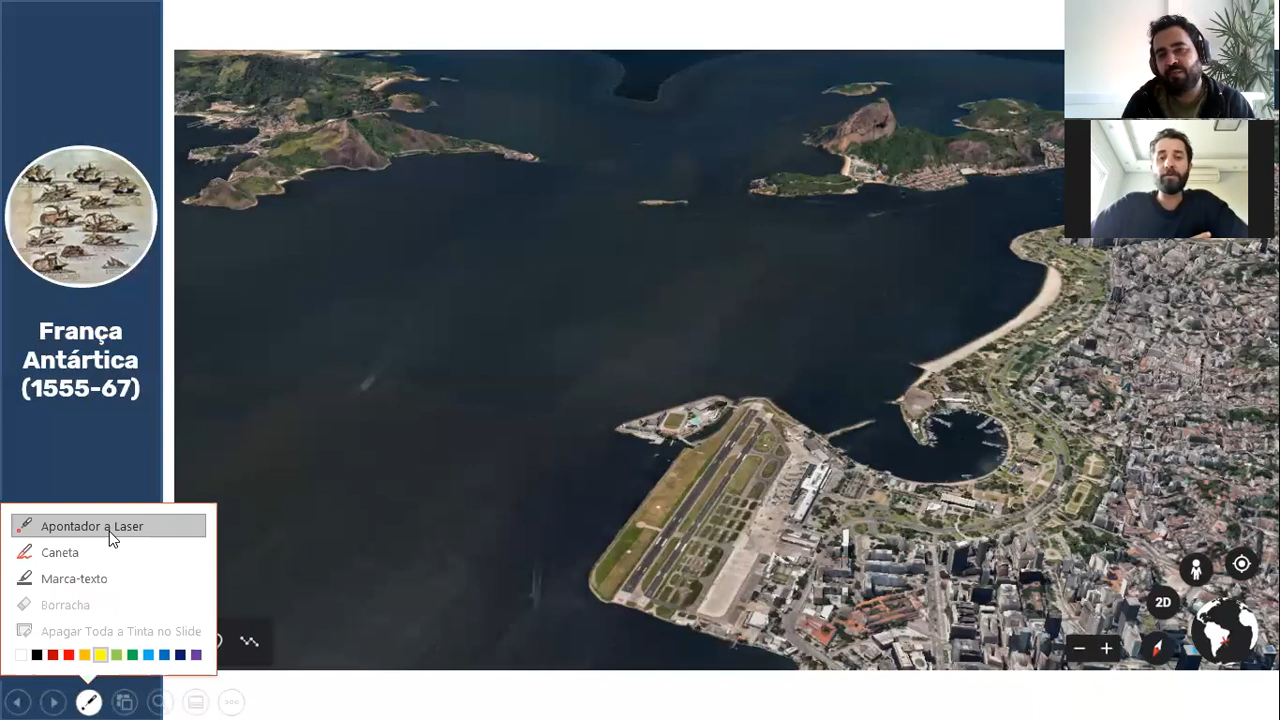 França
Antártica
(1555-67)
Apontador a Laser
Caneta
Marca-texto
Borracha
Apagar Toda a Tinta no Slide
2D